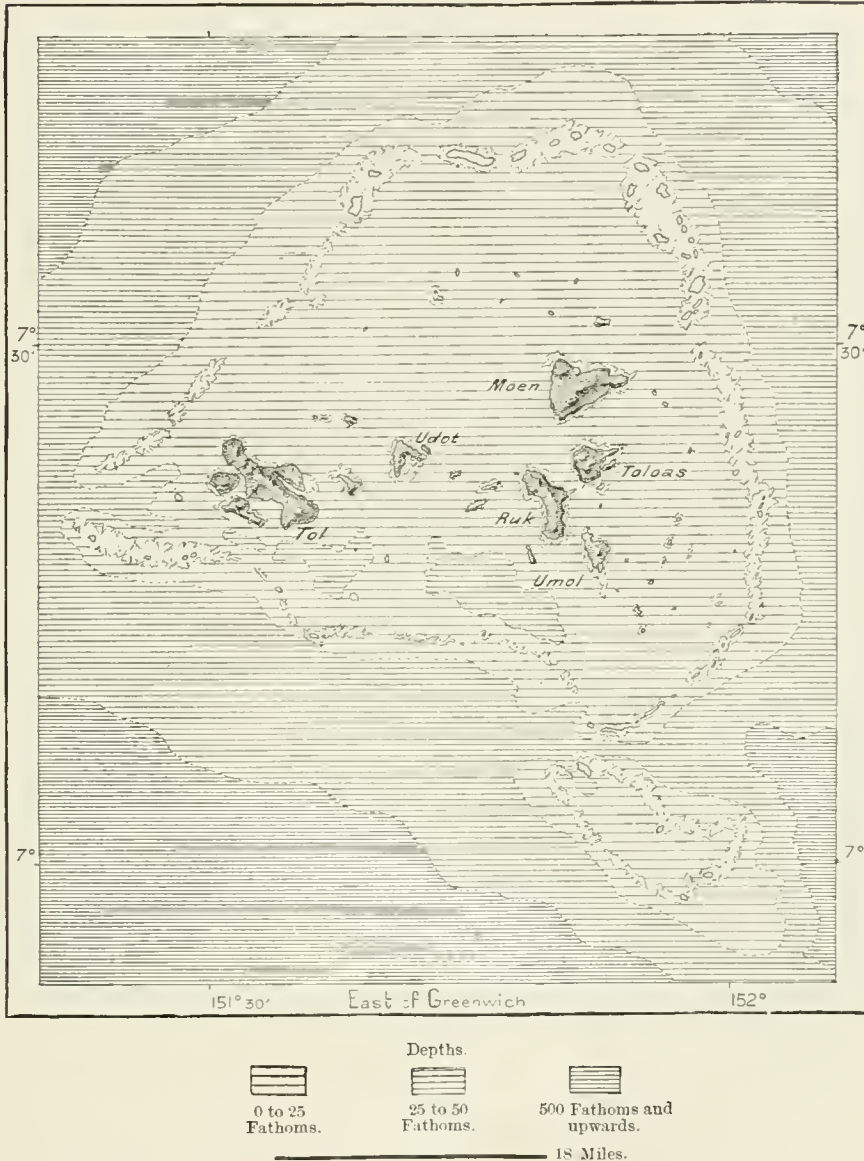 7°
30'
7°
30'
Moen
Udot
Toloas
Ruk
Tol
Umol
7°
7°
151° 30' East of Greenwich 152°
Depths.
0 to 25
Fathoms.
25 to 50
Fathoms.
500 Fathoms and
upwards.
18 Miles.